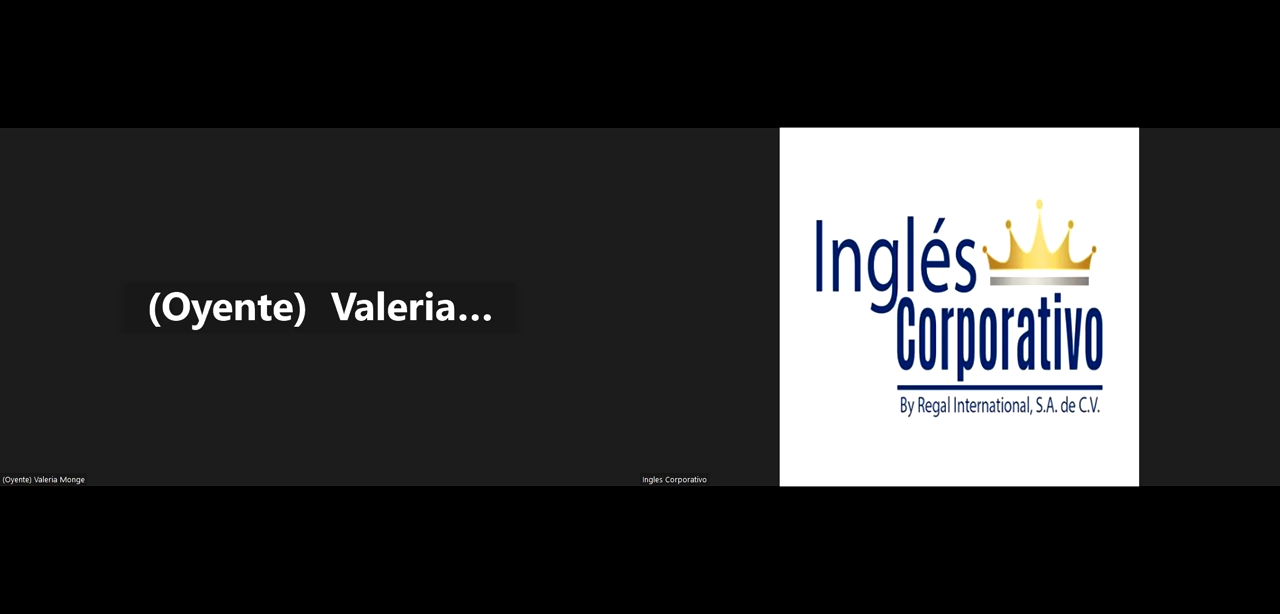 (Oyente) Valeria...
(Oyente) Valeria Monge
Inglés
Corporativo
By Regal International, S.A. de C.V.
Ingles Corporativo